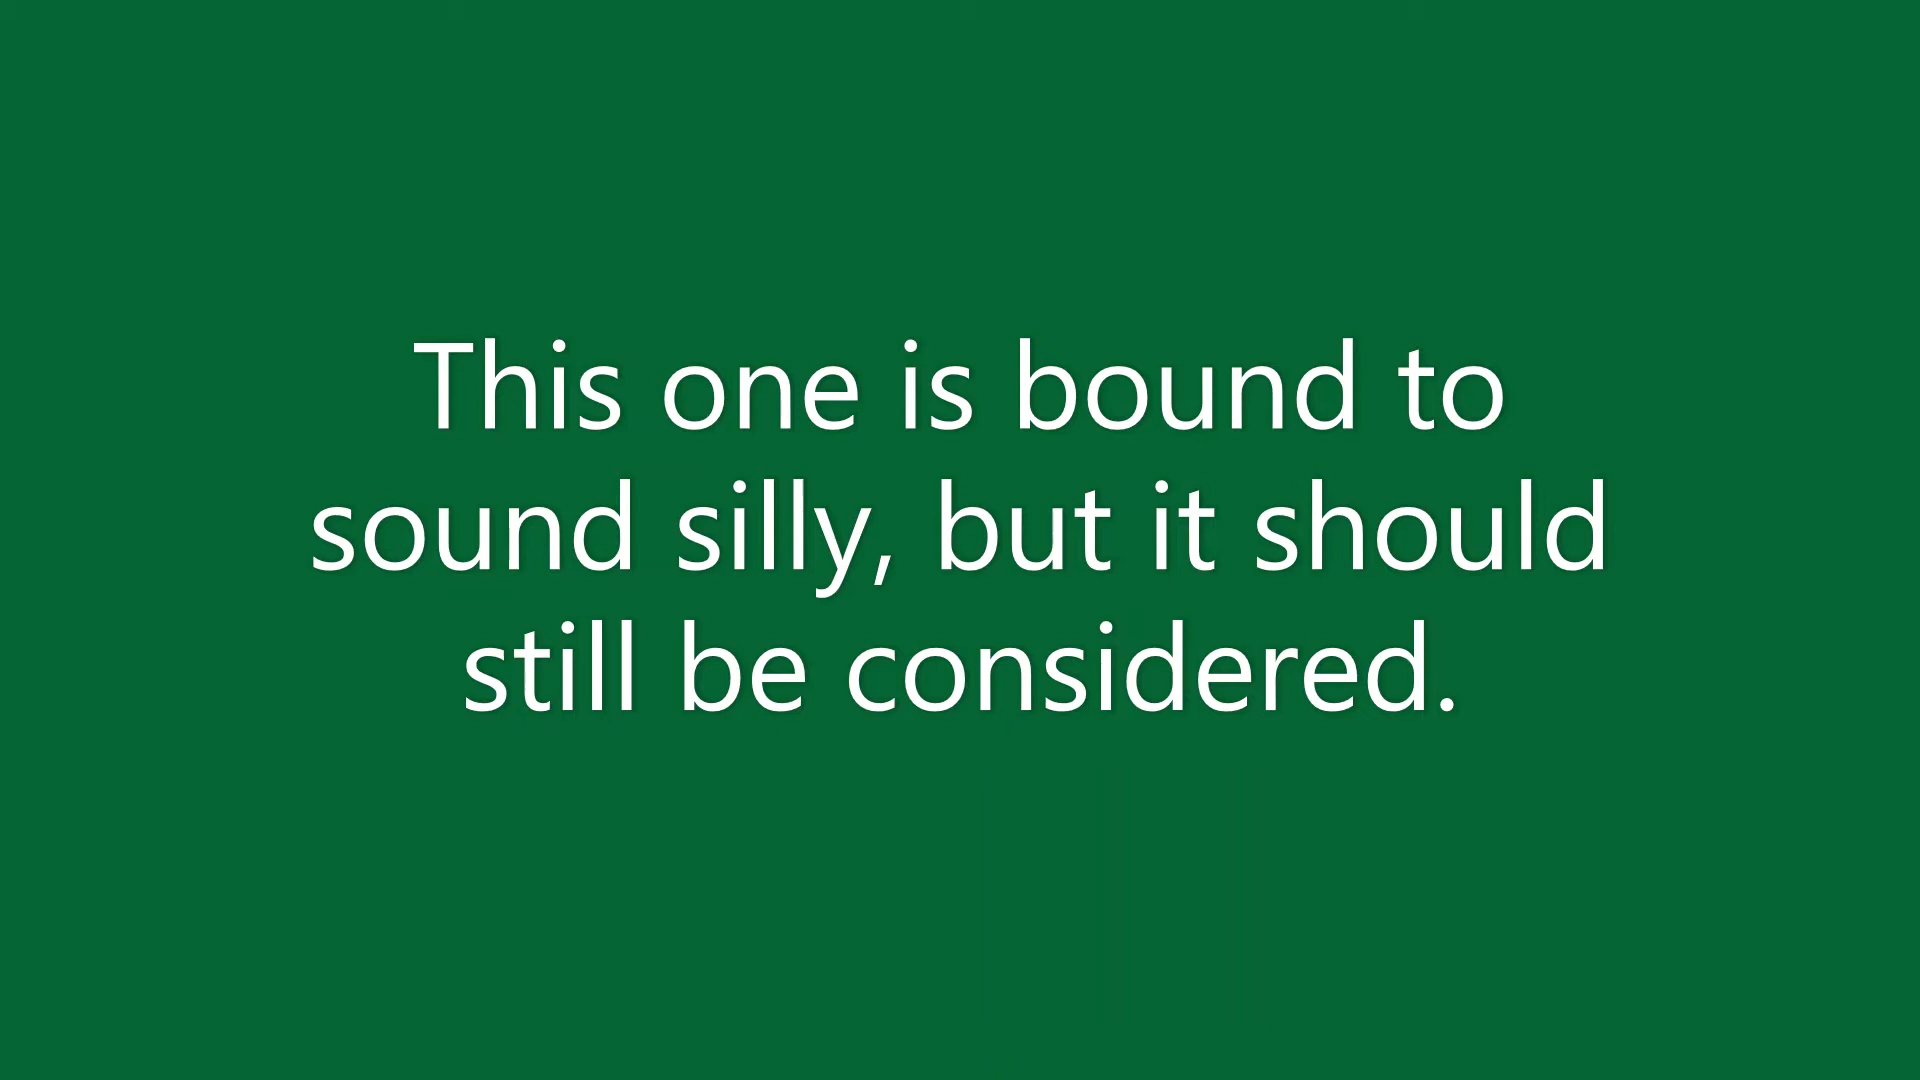 This one is bound to
sound silly, but it should
still be considered.